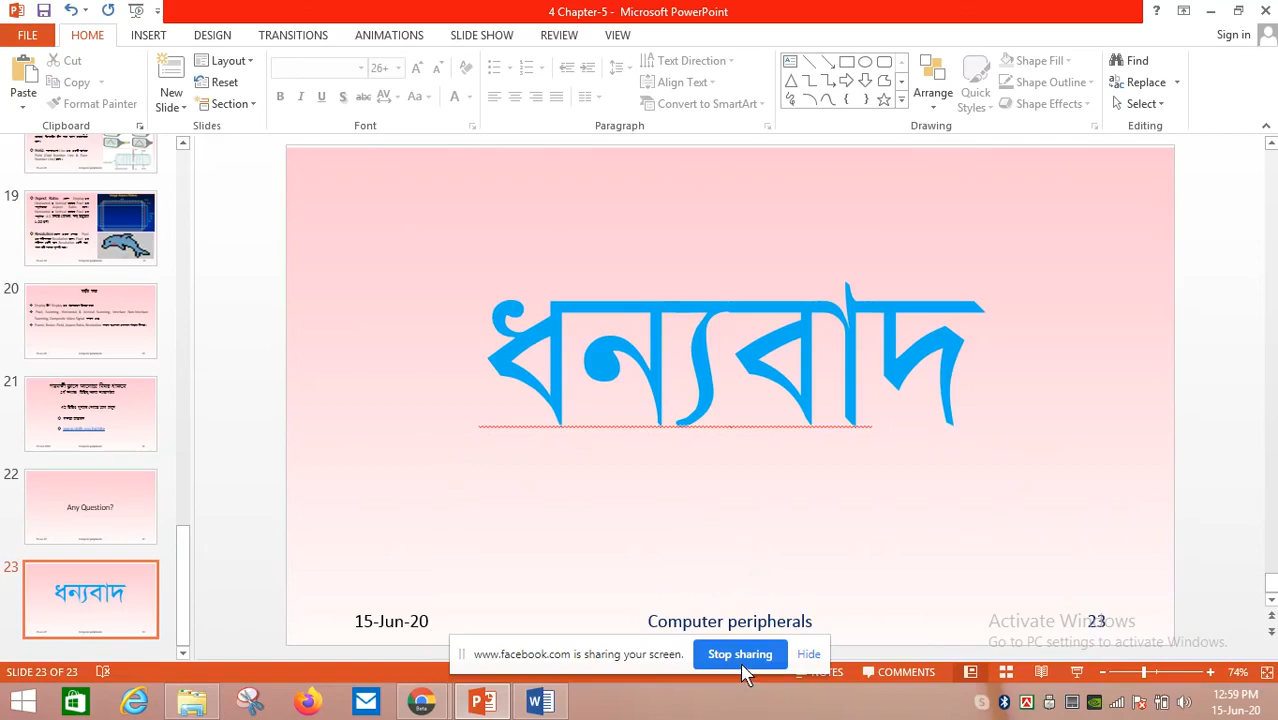 4 Chapter-5 - Microsoft PowerPoint
FILE HOME INSERT DESIGN TRANSITIONS ANIMATIONS SLIDE SHOW REVIEW VIEW Sign in
Cut Layout 26+ Text Direction Shape Fill Find
Copy Reset Align Text Shape Outline Replace
Format Painter Section Convert to SmartArt Shape Effects Select
Paste New Slide Arrange Quick Styles
Clipboard Slides Font Paragraph Drawing Editing
19
20
21
22
Any Question?
23
ধন্যবাদ
ধন্যবাদ
15-Jun-20 Computer peripherals 23
Activate Windows
Go to PC settings to activate Windows.
www.facebook.com is sharing your screen. Stop sharing Hide
SLIDE 23 OF 23 NOTES COMMENTS 74%
12:59 PM
15-Jun-20